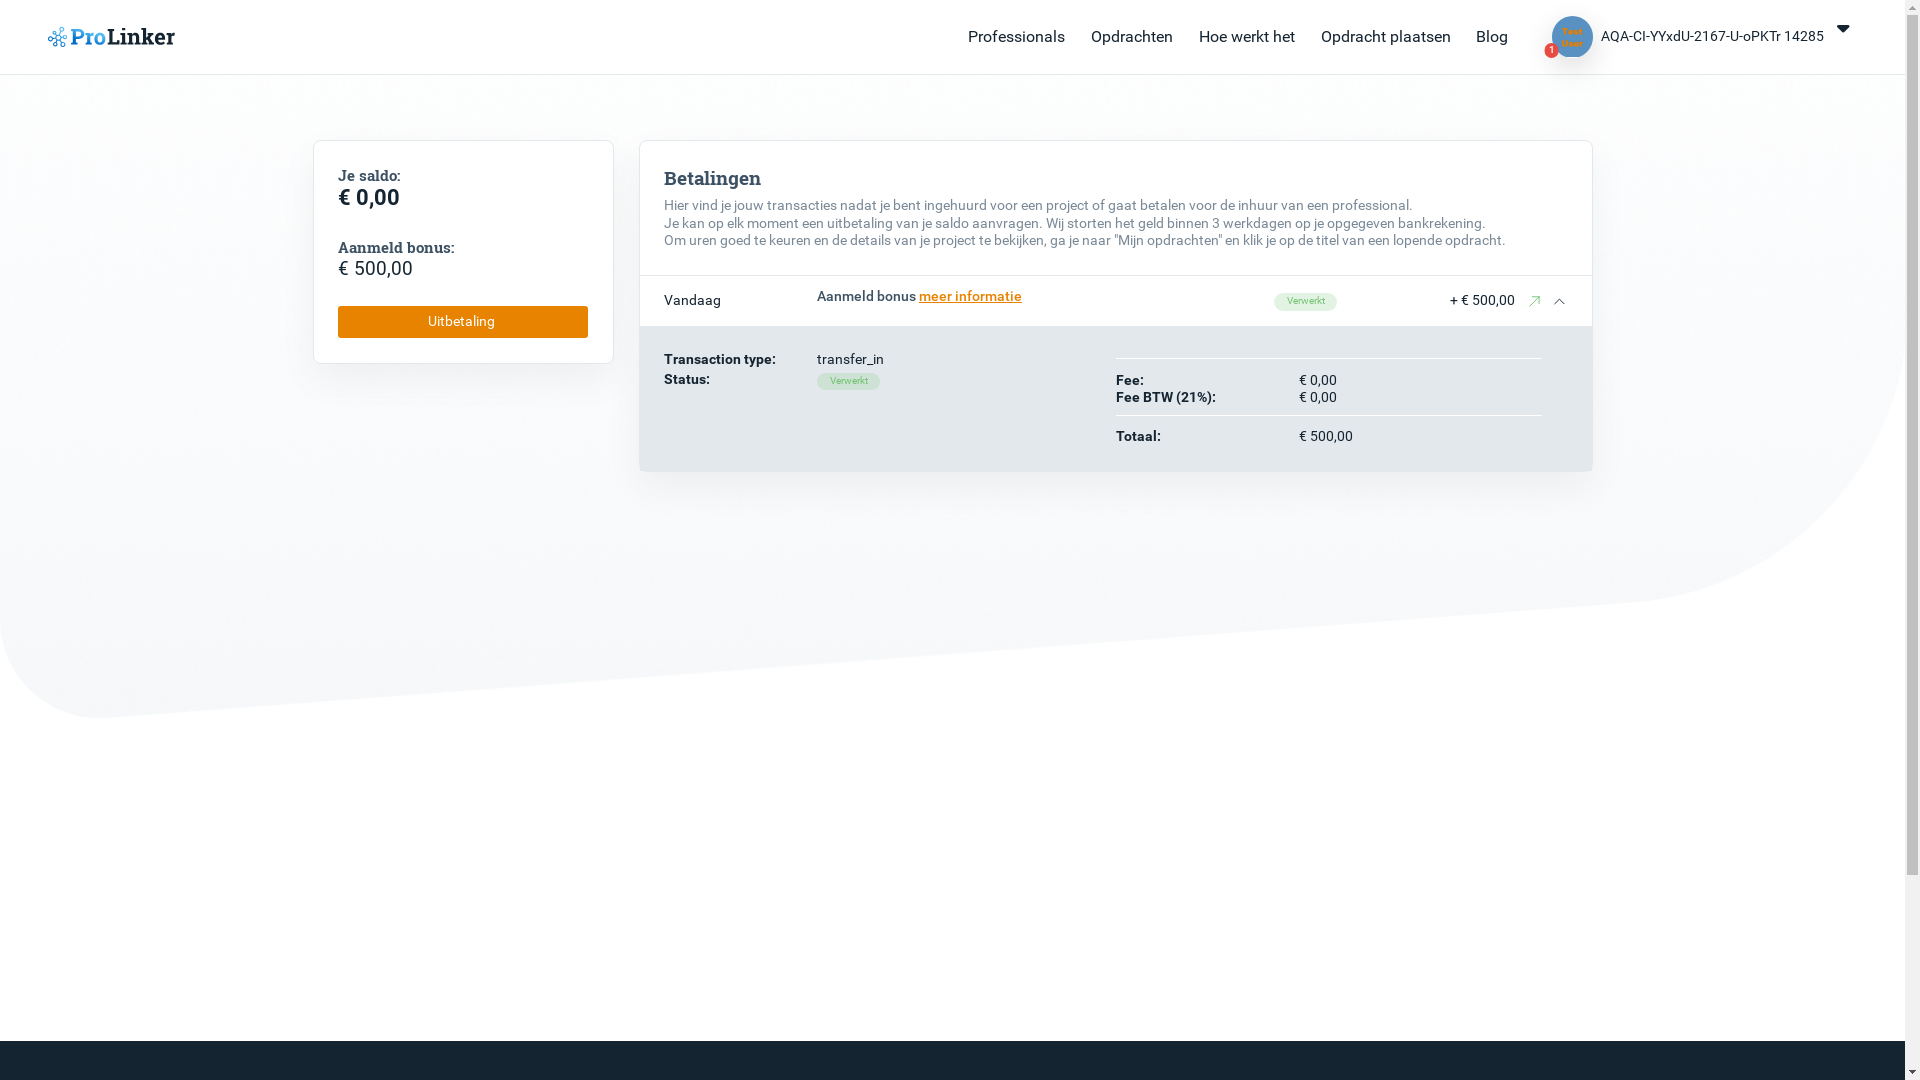 ProLinker
Professionals
Opdrachten
Hoe werkt het
Opdracht plaatsen
Blog
Test
User
1
AQA-CI-YYxdU-2167-U-oPKTr 14285
Je saldo:
€ 0,00
Aanmeld bonus:
€ 500,00
Uitbetaling
Betalingen
Hier vind je jouw transacties nadat je bent ingehuurd voor een project of gaat betalen voor de inhuur van een professional.
Je kan op elk moment een uitbetaling van je saldo aanvragen. Wij storten het geld binnen 3 werkdagen op je opgegeven bankrekening.
Om uren goed te keuren en de details van je project te bekijken, ga je naar "Mijn opdrachten" en klik je op de titel van een lopende opdracht.
Vandaag Aanmeld bonus meer informatie Verwerkt + € 500,00
Transaction type: transfer_in
Status: Verwerkt
Fee: € 0,00
Fee BTW (21%): € 0,00
Totaal: € 500,00